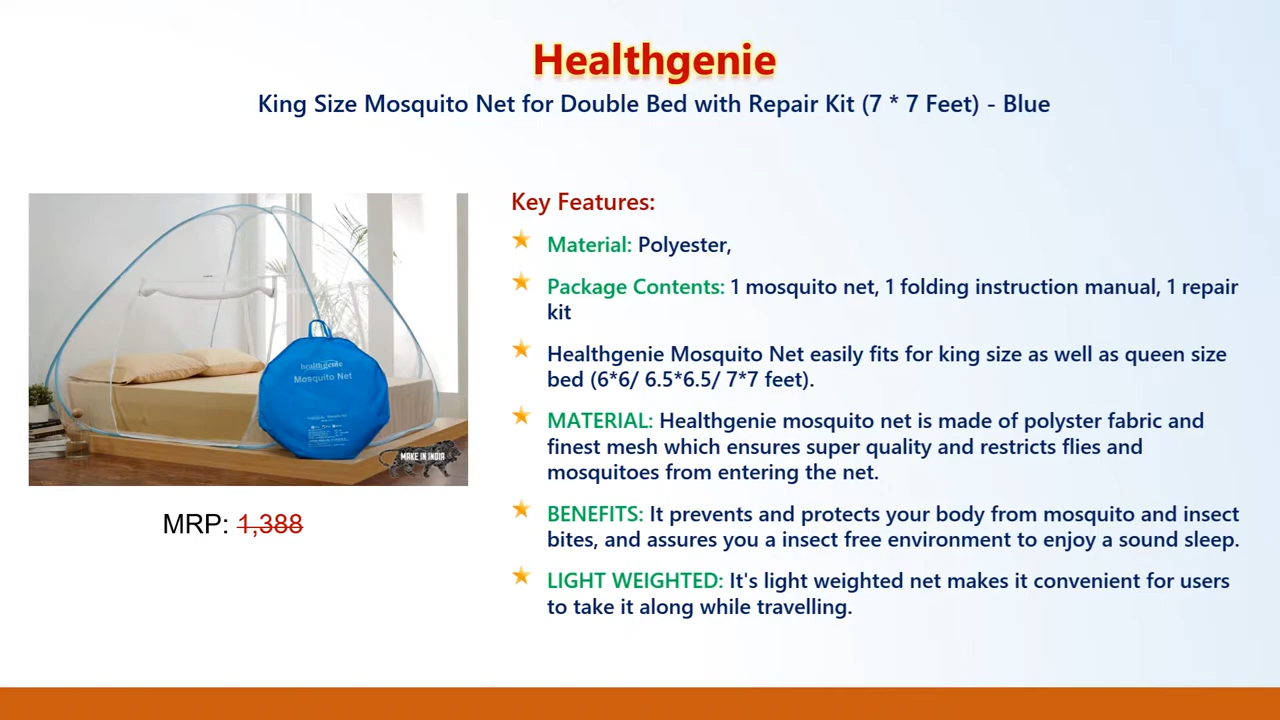 Healthgenie
King Size Mosquito Net for Double Bed with Repair Kit (7 * 7 Feet) - Blue
Key Features:
Material: Polyester,
Package Contents: 1 mosquito net, 1 folding instruction manual, 1 repair
kit
Healthgenie Mosquito Net easily fits for king size as well as queen size
bed (6*6/ 6.5*6.5/ 7*7 feet).
MATERIAL: Healthgenie mosquito net is made of polyster fabric and
finest mesh which ensures super quality and restricts flies and
mosquitoes from entering the net.
BENEFITS: It prevents and protects your body from mosquito and insect
bites, and assures you a insect free environment to enjoy a sound sleep.
LIGHT WEIGHTED: It's light weighted net makes it convenient for users
to take it along while travelling.
healthgenie
Mosquito Net
MAKE IN INDIA
MRP: 1,388